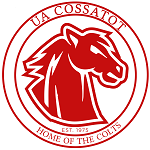 UA COSSATOT
EST. 1975
HOME OF THE COLTS